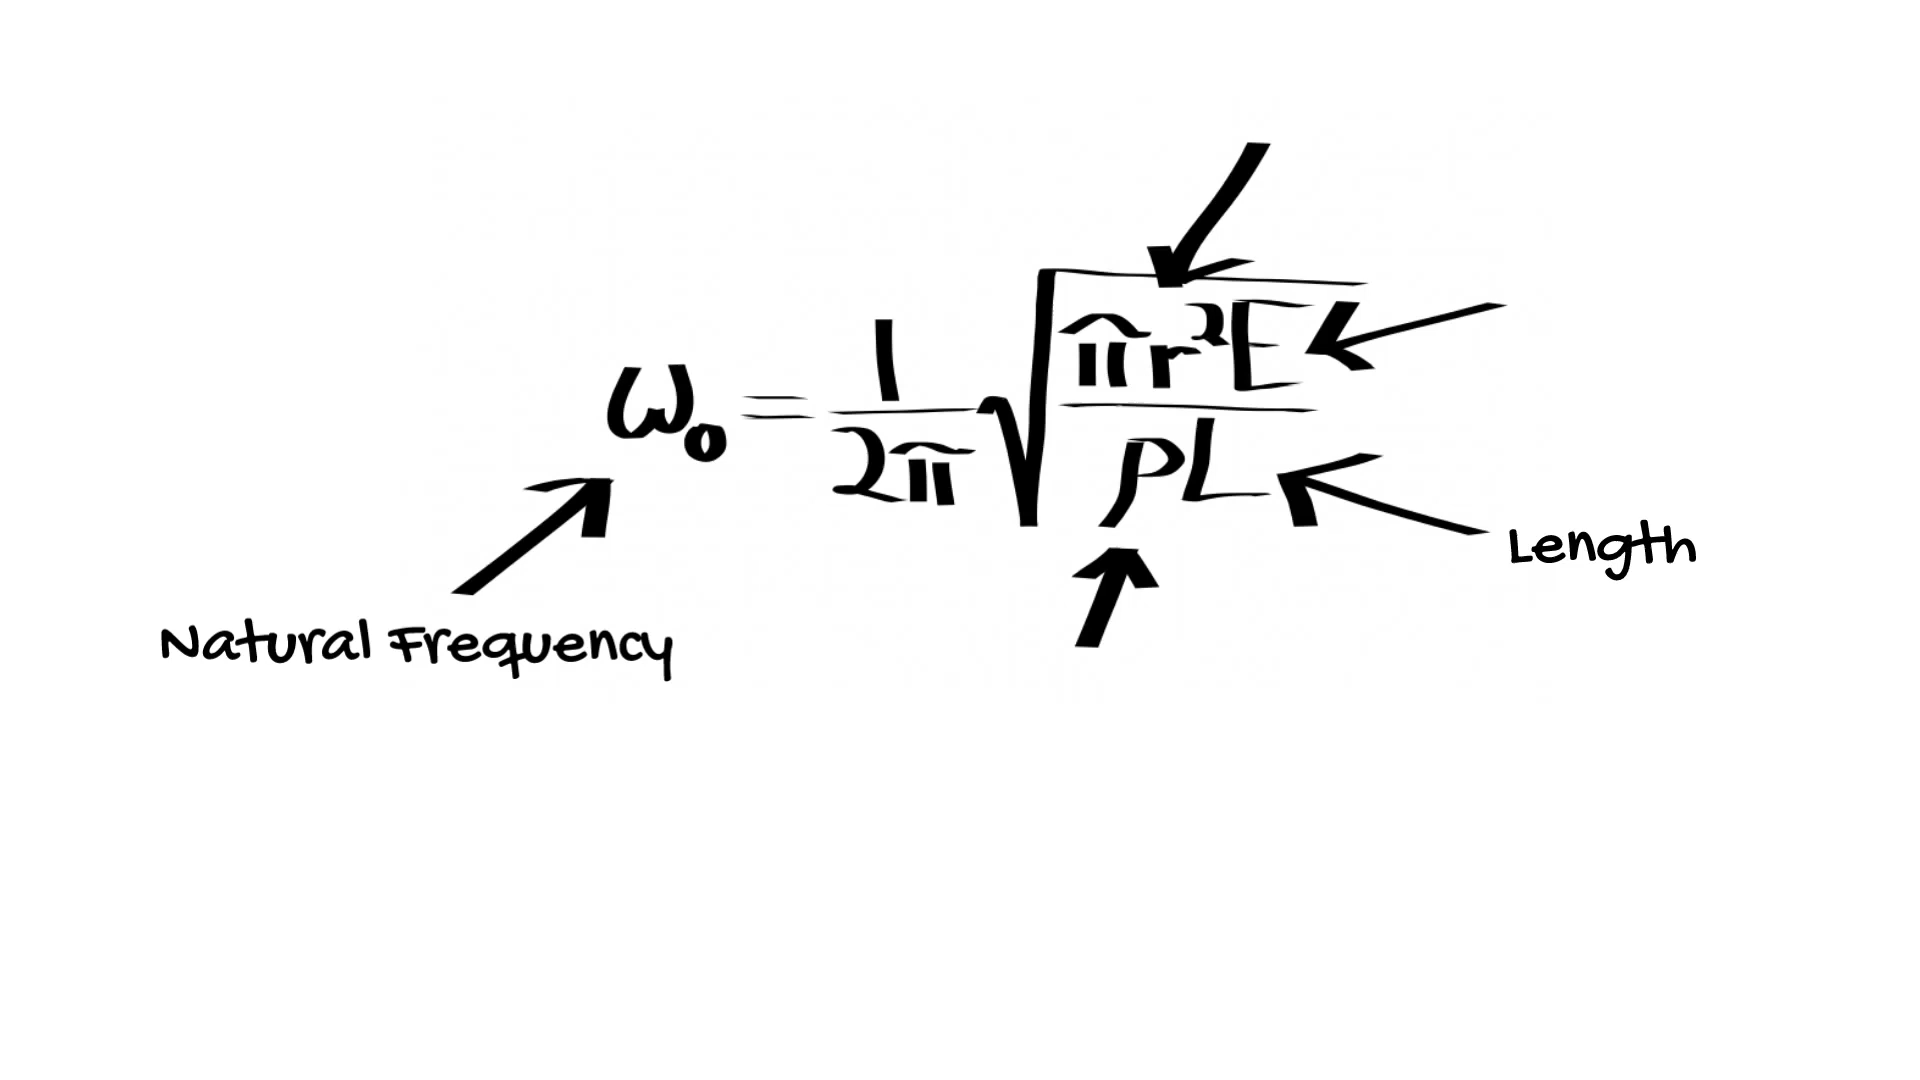 ω₀ = 1/2π √(πr²E/ρL)
Length
Natural Frequency